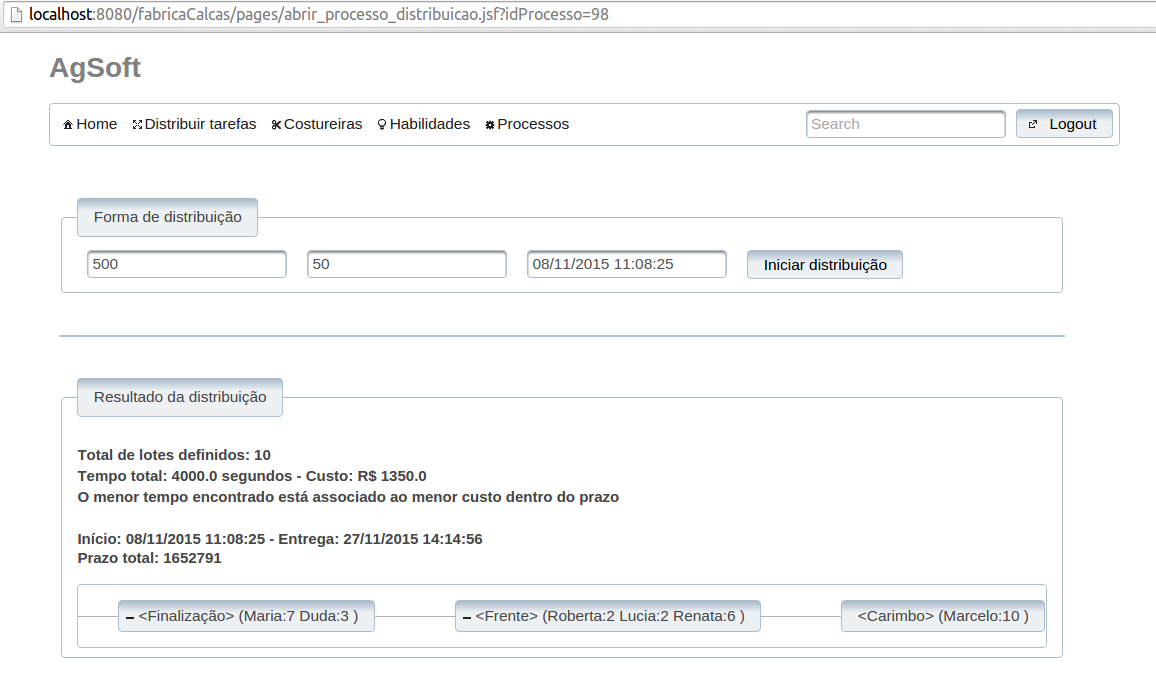 localhost:8080/fabricaCalcas/pages/abrir_processo_distribuicao.jsf?idProcesso=98
AgSoft
Home Distribuir tarefas Costureiras Habilidades Processos Search Logout
Forma de distribuição
500 50 08/11/2015 11:08:25 Iniciar distribuição
Resultado da distribuição
Total de lotes definidos: 10
Tempo total: 4000.0 segundos - Custo: R$ 1350.0
O menor tempo encontrado está associado ao menor custo dentro do prazo
Início: 08/11/2015 11:08:25 - Entrega: 27/11/2015 14:14:56
Prazo total: 1652791
<Finalização> (Maria:7 Duda:3 ) <Frente> (Roberta:2 Lucia:2 Renata:6 ) <Carimbo> (Marcelo:10 )